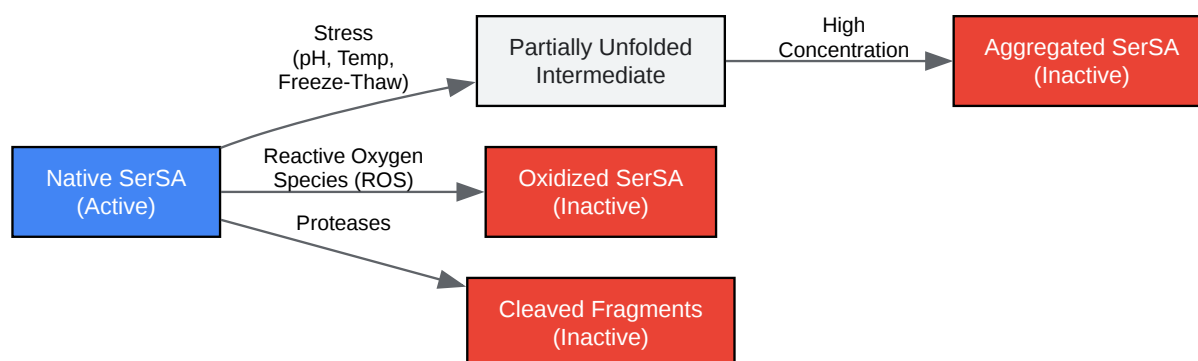 Stress
(pH, Temp,
Freeze-Thaw)
Partially Unfolded
Intermediate
High
Concentration
Aggregated SerSA
(Inactive)
Native SerSA
(Active)
Reactive Oxygen
Species (ROS)
Oxidized SerSA
(Inactive)
Proteases
Cleaved Fragments
(Inactive)